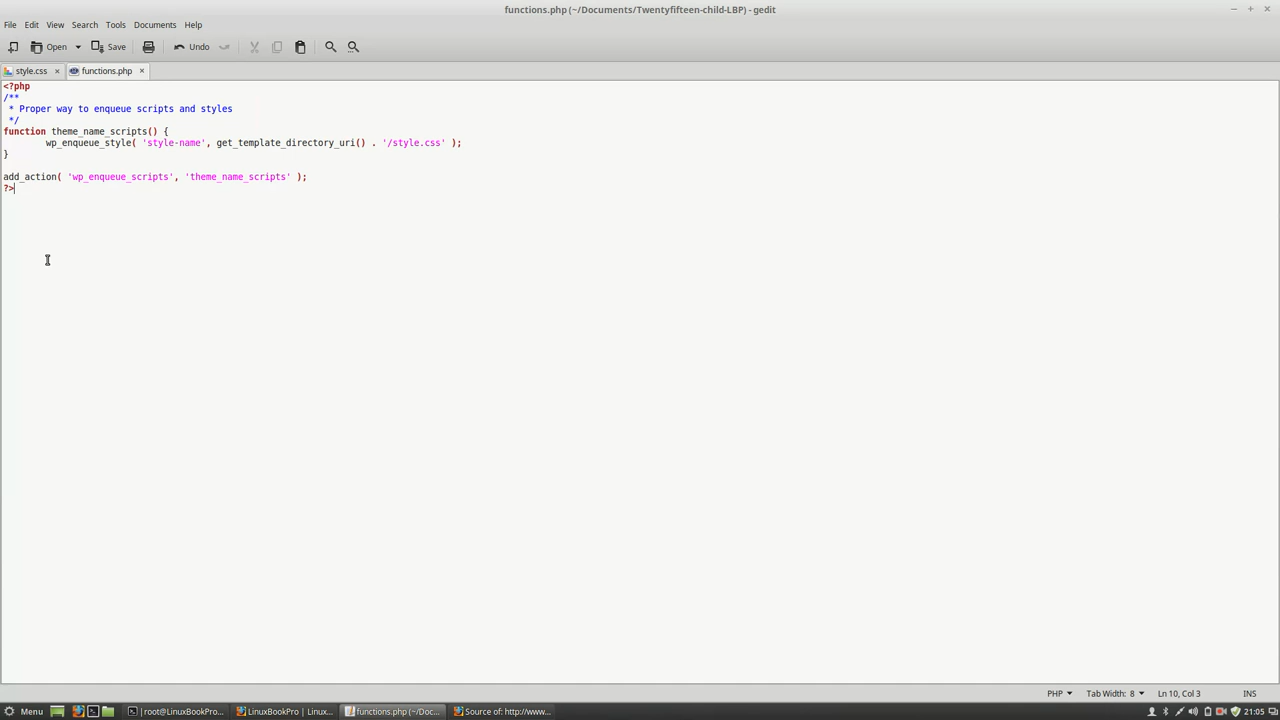 functions.php (~/Documents/Twentyfifteen-child-LBP) - gedit
File Edit View Search Tools Documents Help
Open Save Undo
style.css functions.php
<?php
/**
 * Proper way to enqueue scripts and styles
 */
function theme_name_scripts() {
        wp_enqueue_style( 'style-name', get_template_directory_uri() . '/style.css' );
}
add_action( 'wp_enqueue_scripts', 'theme_name_scripts' );
?>
PHP Tab Width: 8 Ln 10, Col 3 INS
Menu |root@LinuxBookPro... LinuxBookPro | Linux... functions.php (~/Doc... Source of: http://www... 21:05